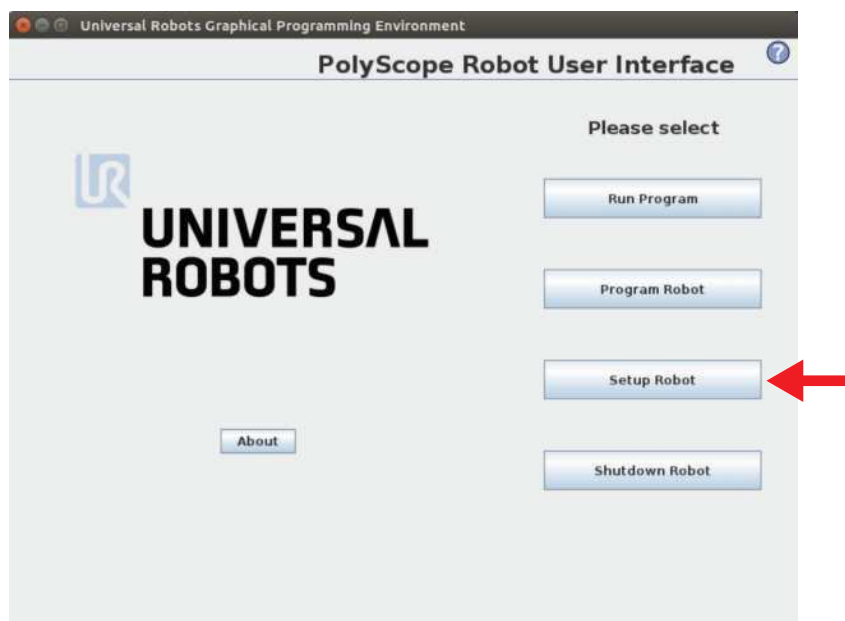 Universal Robots Graphical Programming Environment
PolyScope Robot User Interface
?
Please select
UR
UNIVERSAL
ROBOTS
Run Program
Program Robot
Setup Robot
About
Shutdown Robot